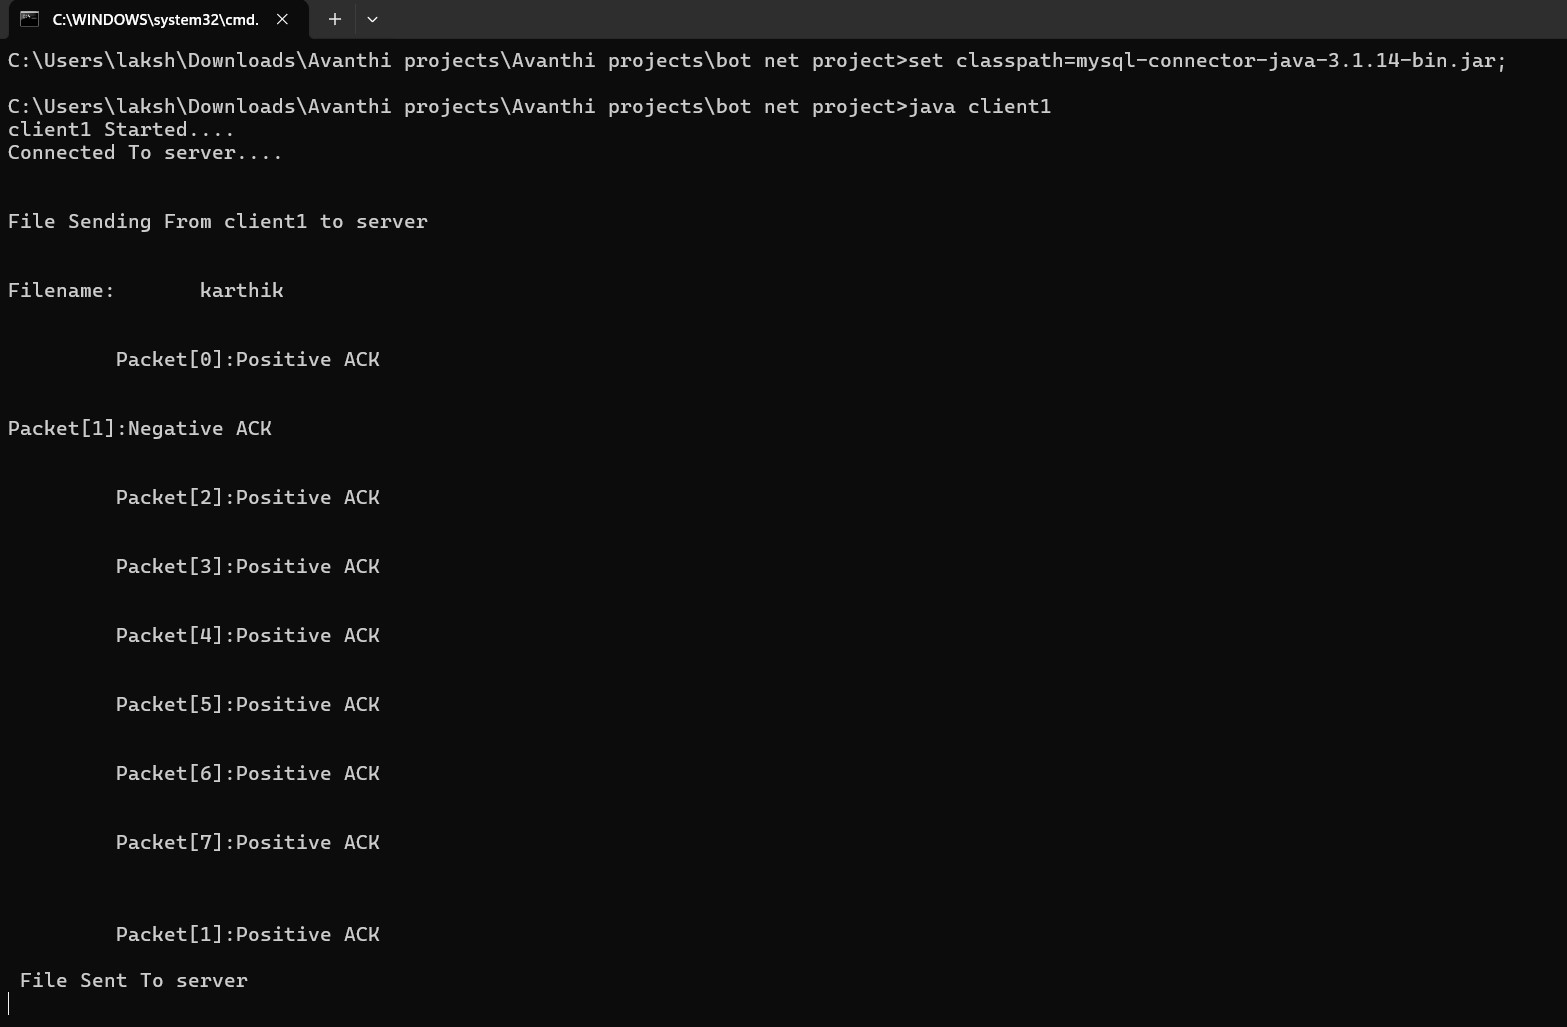 C:\WINDOWS\system32\cmd.
C:\Users\laksh\Downloads\Avanthi projects\Avanthi projects\bot net project>set classpath=mysql-connector-java-3.1.14-bin.jar;
C:\Users\laksh\Downloads\Avanthi projects\Avanthi projects\bot net project>java client1
client1 Started....
Connected To server....
File Sending From client1 to server
Filename:       karthik
Packet[0]:Positive ACK
Packet[1]:Negative ACK
Packet[2]:Positive ACK
Packet[3]:Positive ACK
Packet[4]:Positive ACK
Packet[5]:Positive ACK
Packet[6]:Positive ACK
Packet[7]:Positive ACK
Packet[1]:Positive ACK
File Sent To server